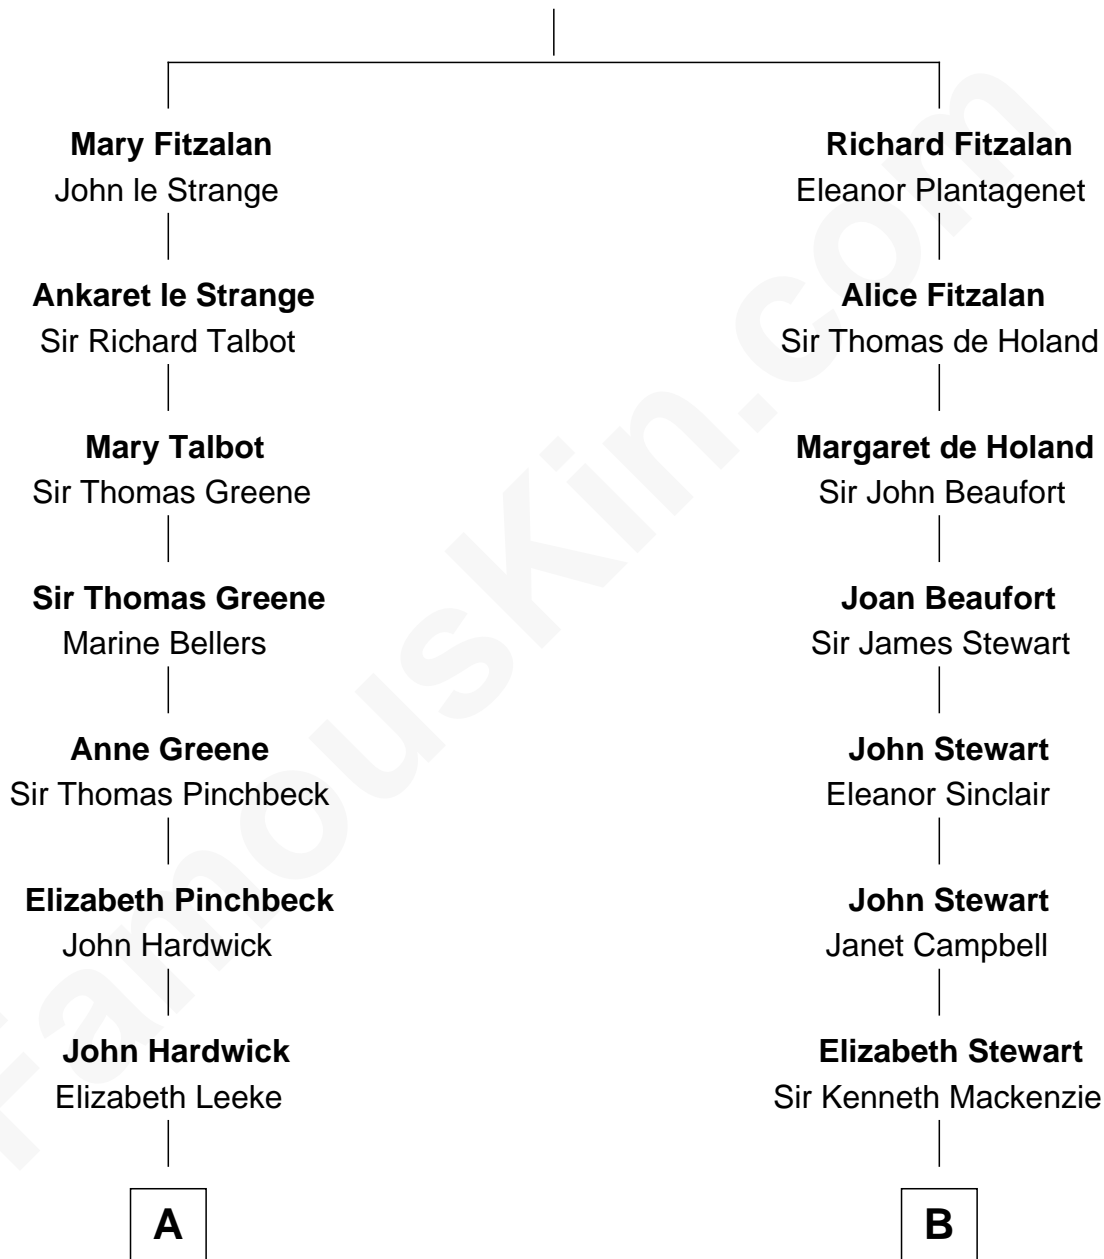 Mary Fitzalan
John le Strange
Ankaret le Strange
Sir Richard Talbot
Mary Talbot
Sir Thomas Greene
Sir Thomas Greene
Marine Bellers
Anne Greene
Sir Thomas Pinchbeck
Elizabeth Pinchbeck
John Hardwick
John Hardwick
Elizabeth Leeke
A
Richard Fitzalan
Eleanor Plantagenet
Alice Fitzalan
Sir Thomas de Holand
Margaret de Holand
Sir John Beaufort
Joan Beaufort
Sir James Stewart
John Stewart
Eleanor Sinclair
John Stewart
Janet Campbell
Elizabeth Stewart
Sir Kenneth Mackenzie
B
FamousKin.com